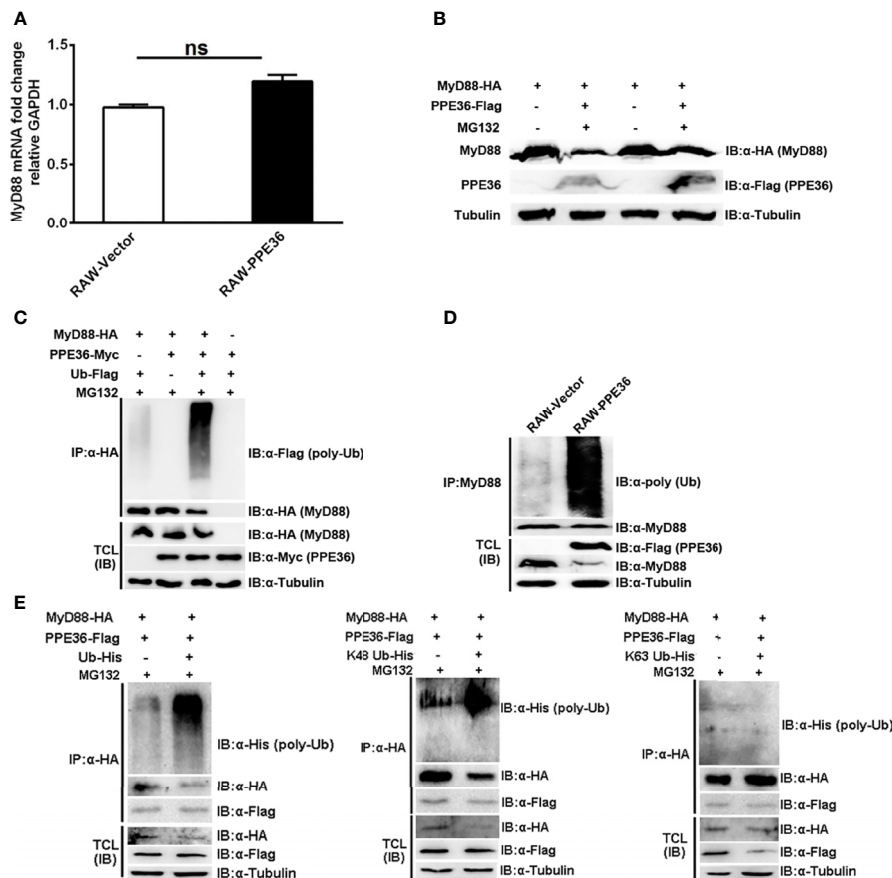 A
MyD88 mRNA fold change
relative GAPDH
1.5
1.0
0.5
0.0
ns
RAW-Vector
RAW-PPE36
B
MyD88-HA + + + +
PPE36-Flag - + - +
MG132 - + - +
MyD88 IB:α-HA (MyD88)
PPE36 IB:α-Flag (PPE36)
Tubulin IB:α-Tubulin
C
MyD88-HA + + + -
PPE36-Myc - + + +
Ub-Flag + - + +
MG132 + + + +
IP:α-HA
IB:α-Flag (poly-Ub)
IB:α-HA (MyD88)
TCL
(IB)
IB:α-HA (MyD88)
IB:α-Myc (PPE36)
IB:α-Tubulin
D
RAW-Vector
RAW-PPE36
IP:MyD88
IB:α-poly (Ub)
IB:α-MyD88
TCL
(IB)
IB:α-Flag (PPE36)
IB:α-MyD88
IB:α-Tubulin
E
MyD88-HA + +
PPE36-Flag + +
Ub-His - +
MG132 + +
IP:α-HA
IB:α-His (poly-Ub)
IB:α-HA
IB:α-Flag
TCL
(IB)
IB:α-HA
IB:α-Flag
IB:α-Tubulin
MyD88-HA + +
PPE36-Flag + +
K48 Ub-His - +
MG132 + +
IP:α-HA
IB:α-His (poly-Ub)
IB:α-HA
IB:α-Flag
TCL
(IB)
IB:α-HA
IB:α-Flag
IB:α-Tubulin
MyD88-HA + +
PPE36-Flag - +
K63 Ub-His - +
MG132 + +
IP:α-HA
IB:α-His (poly-Ub)
IB:α-HA
IB:α-Flag
TCL
(IB)
IB:α-HA
IB:α-Flag
IB:α-Tubulin